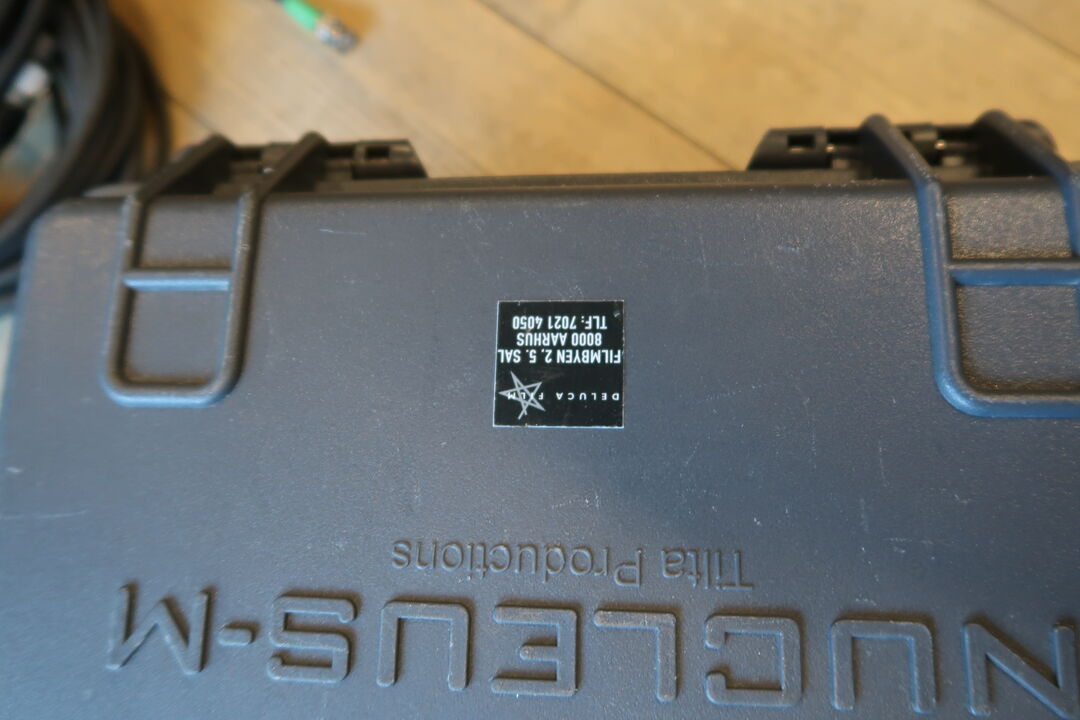 NUCLEUS-M
Tilta Productions
DELUCA FILM
FILMBYEN 2, 5. SAL
8000 AARHUS
TLF: 7021 4050